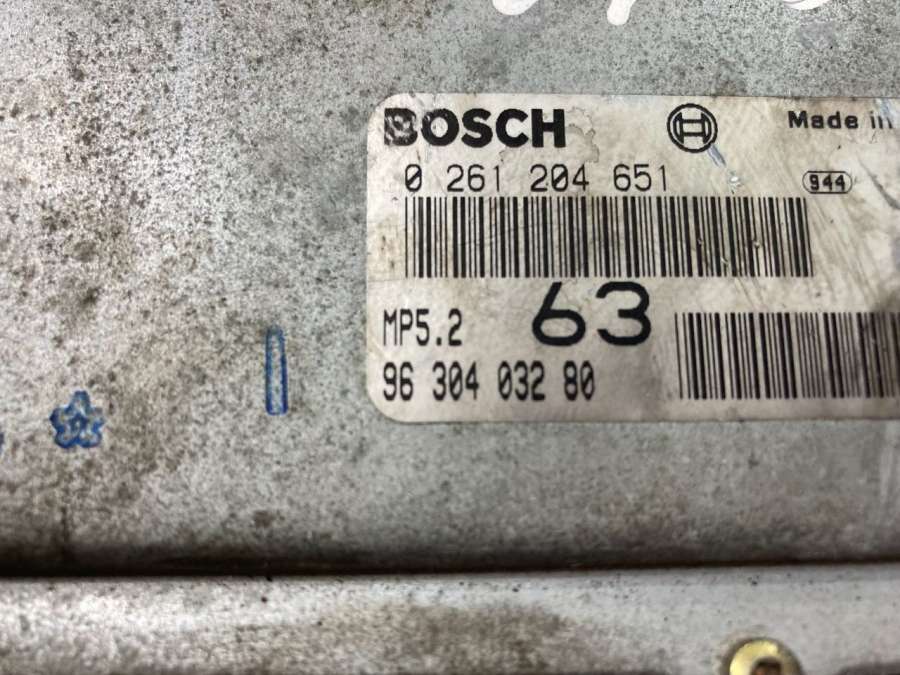 BOSCH Made in
0 261 204 651 944
MP5.2 63
96 304 032 80